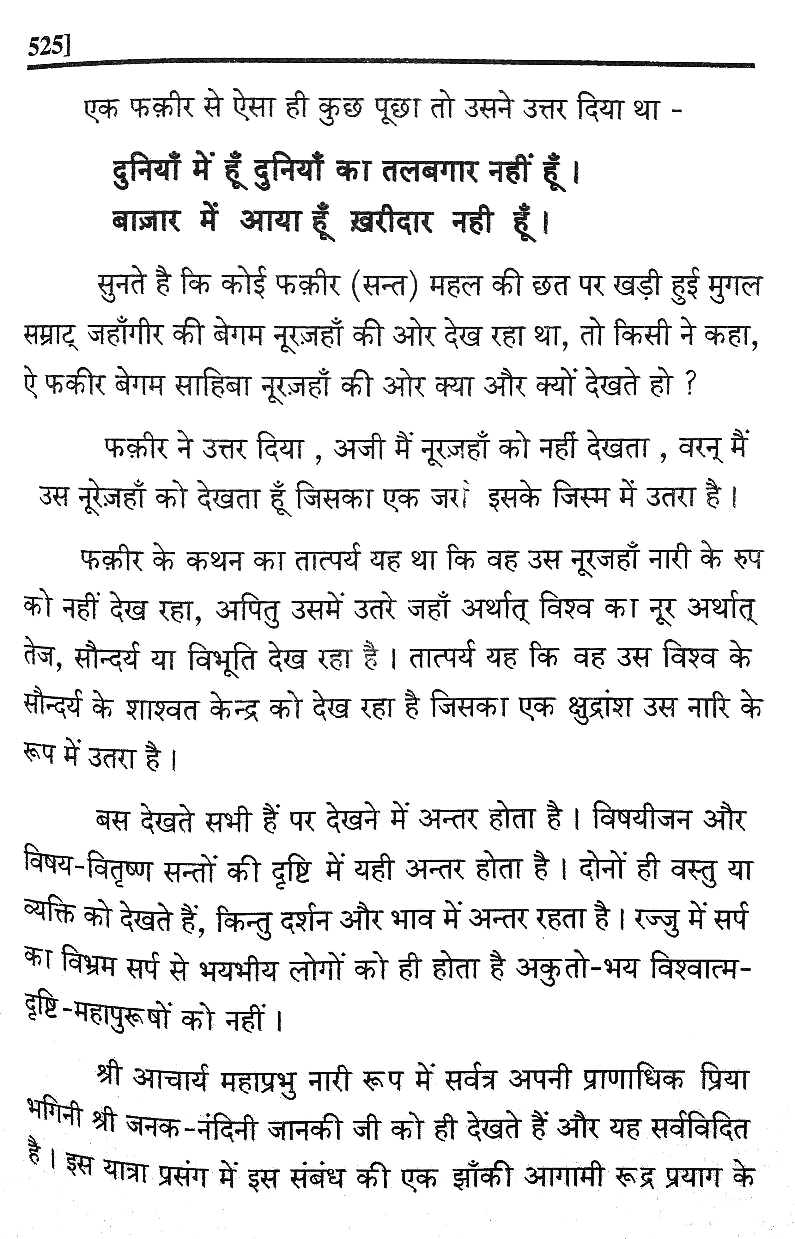 525]
एक फक़ीर से ऐसा ही कुछ पूछा तो उसने उत्तर दिया था -
दुनियाँ में हूँ दुनियाँ का तलबगार नहीं हूँ ।
बाज़ार में आया हूँ ख़रीदार नही हूँ ।
सुनते है कि कोई फक़ीर (सन्त) महल की छत पर खड़ी हुई मुगल
सम्राट् जहाँगीर की बेगम नूरज़हाँ की ओर देख रहा था, तो किसी ने कहा,
ऐ फकीर बेगम साहिबा नूरज़हाँ की ओर क्या और क्यों देखते हो ?
फक़ीर ने उत्तर दिया , अजी मैं नूरज़हाँ को नहीं देखता , वरन् मैं
उस नूरेज़हाँ को देखता हूँ जिसका एक इसके जिस्म में उतरा है ।
फक़ीर के कथन का तात्पर्य यह था कि वह उस नूरजहाँ नारी के रुप
को नहीं देख रहा, अपितु उसमें उतरे जहाँ अर्थात् विश्व का नूर अर्थात्
तेज, सौन्दर्य या विभूति देख रहा है । तात्पर्य यह कि वह उस विश्व के
सौन्दर्य के शाश्वत केन्द्र को देख रहा है जिसका एक क्षुद्रांश उस नारि के
रूप में उतरा है ।
बस देखते सभी हैं पर देखने में अन्तर होता है । विषयीजन और
विषय-वितृष्ण सन्तों की दृष्टि में यही अन्तर होता है । दोनों ही वस्तु या
व्यक्ति को देखते हैं, किन्तु दर्शन और भाव में अन्तर रहता है । रज्जु में सर्प
का विभ्रम सर्प से भयभीय लोगों को ही होता है अकुतो-भय विश्वात्म-
दृष्टि-महापुरूषों को नहीं ।
श्री आचार्य महाप्रभु नारी रूप में सर्वत्र अपनी प्राणाधिक प्रिया
भगिनी श्री जनक-नंदिनी जानकी जी को ही देखते हैं और यह सर्वविदित
है । इस यात्रा प्रसंग में इस संबंध की एक झाँकी आगामी रूद्र प्रयाग के